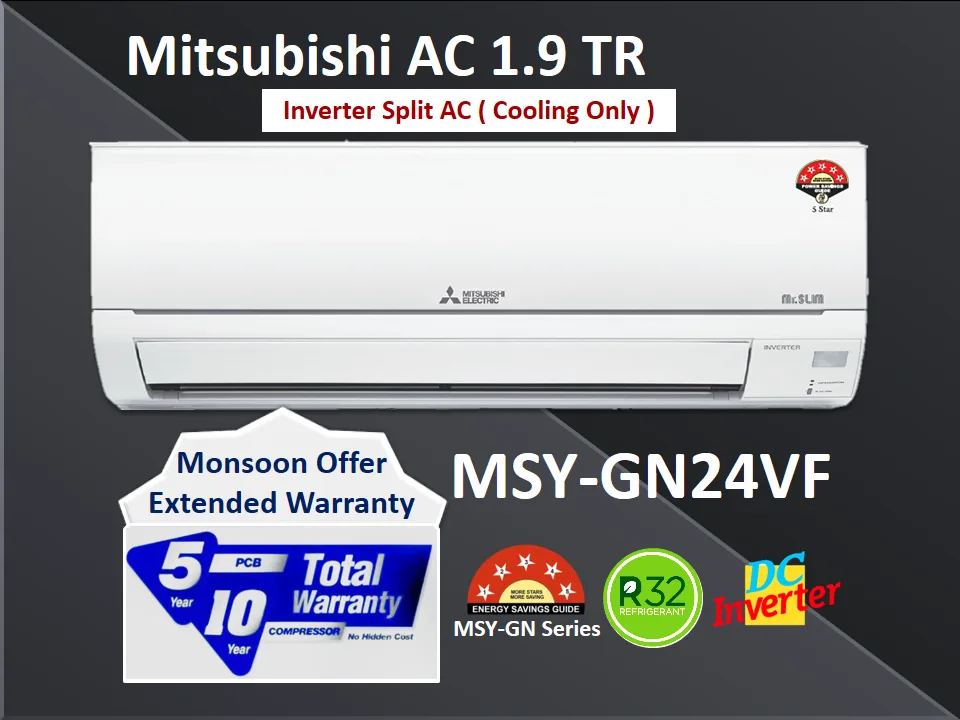 Mitsubishi AC 1.9 TR
Inverter Split AC ( Cooling Only )
POWER SAVINGS
GUIDE
5 Star
MITSUBISHI
ELECTRIC
Mr.SLIM
INVERTER
Monsoon Offer
Extended Warranty
MSY-GN24VF
5
Year
PCB
10
Year
COMPRESSOR
Total
Warranty
No Hidden Cost
MORE STARS
MORE SAVING
ENERGY SAVINGS GUIDE
MSY-GN Series
R32
REFRIGERANT
DC
Inverter